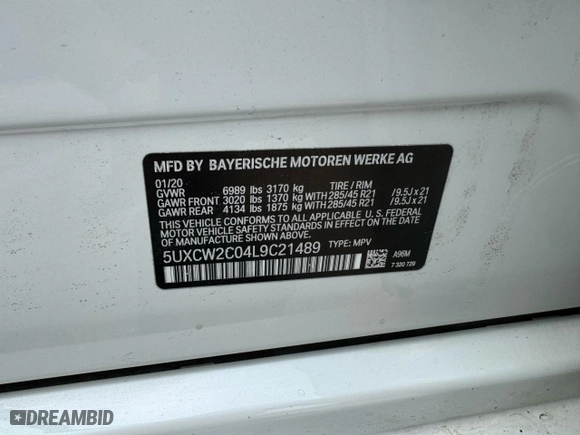 MFD BY BAYERISCHE MOTOREN WERKE AG
01/20
GVWR 6989 lbs 3170 kg TIRE / RIM
GAWR FRONT 3020 lbs 1370 kg WITH 285/45 R21 /9.5J x 21
GAWR REAR 4134 lbs 1875 kg WITH 285/45 R21 /9.5J x 21
THIS VEHICLE CONFORMS TO ALL APPLICABLE U. S. FEDERAL
MOTOR VEHICLE SAFETY STANDARDS IN EFFECT ON THE
DATE OF MANUFACTURE SHOWN ABOVE.
5UXCW2C04L9C21489 TYPE: MPV
A96M
7 320 729
DREAMBID